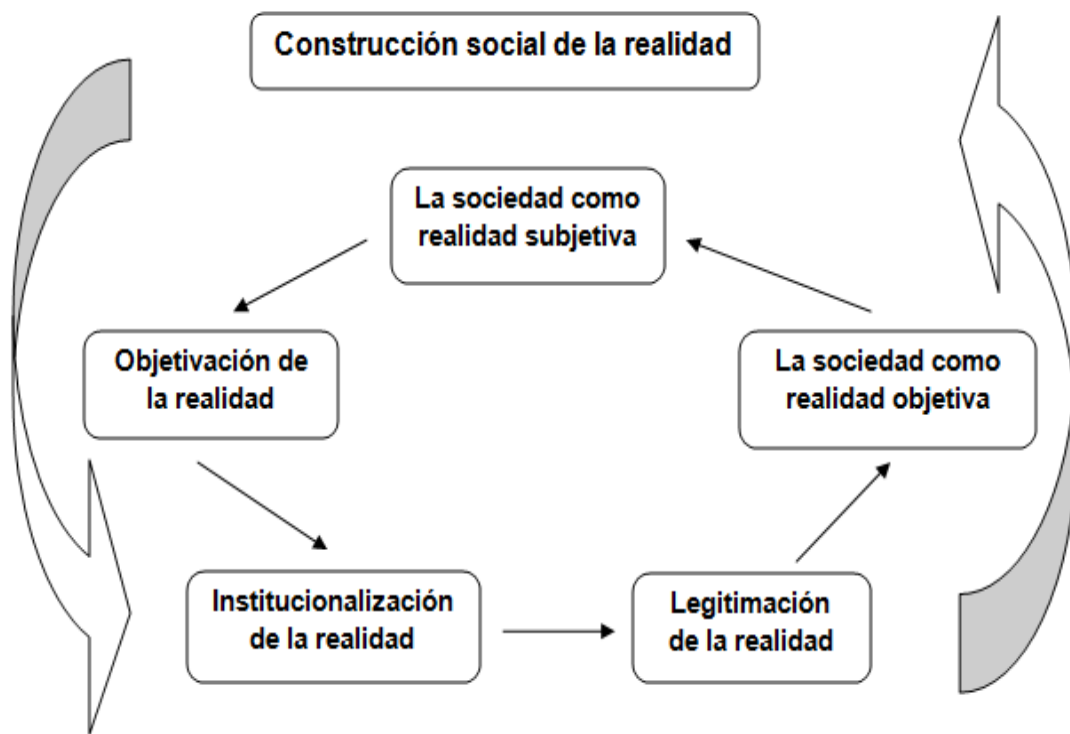 Construcción social de la realidad
La sociedad como
realidad subjetiva
Objetivación de
la realidad
La sociedad como
realidad objetiva
Institucionalización
de la realidad
Legitimación
de la realidad